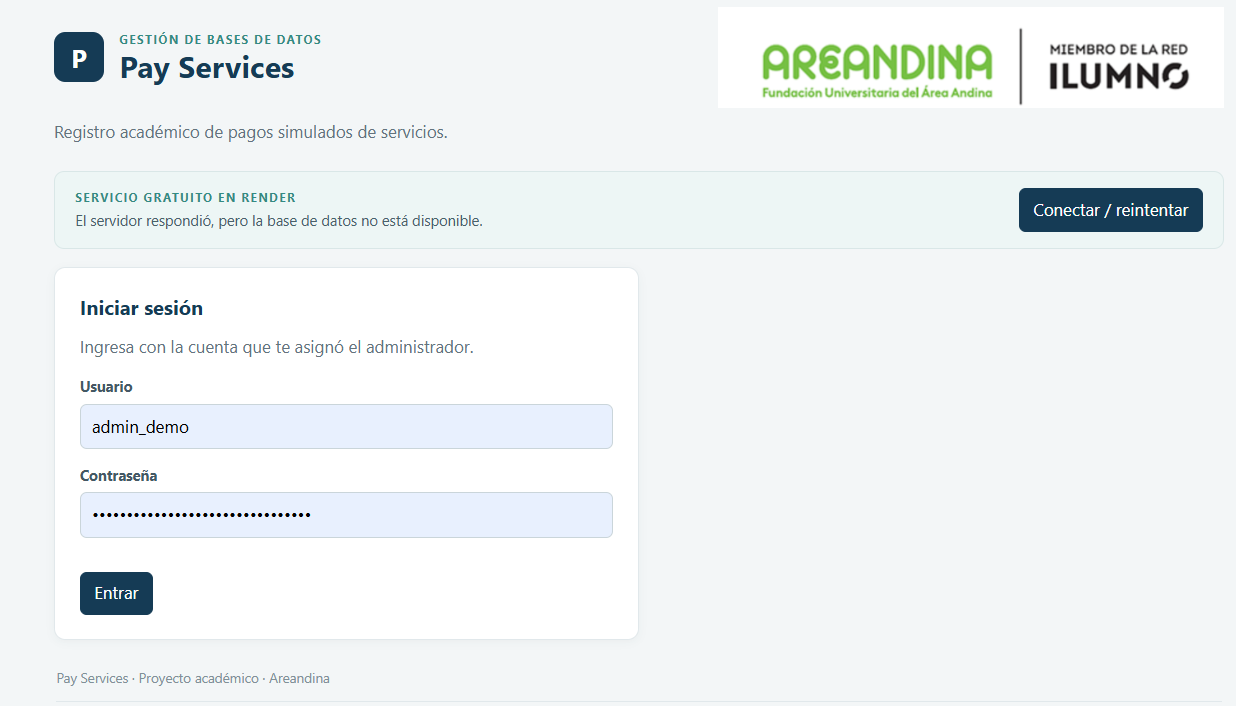 P
GESTIÓN DE BASES DE DATOS
Pay Services
AREANDINA
Fundación Universitaria del Área Andina
MIEMBRO DE LA RED
ILUMNO
Registro académico de pagos simulados de servicios.
SERVICIO GRATUITO EN RENDER
El servidor respondió, pero la base de datos no está disponible.
Conectar / reintentar
Iniciar sesión
Ingresa con la cuenta que te asignó el administrador.
Usuario
admin_demo
Contraseña
••••••••••••••••••••••••••••••••
Entrar
Pay Services · Proyecto académico · Areandina